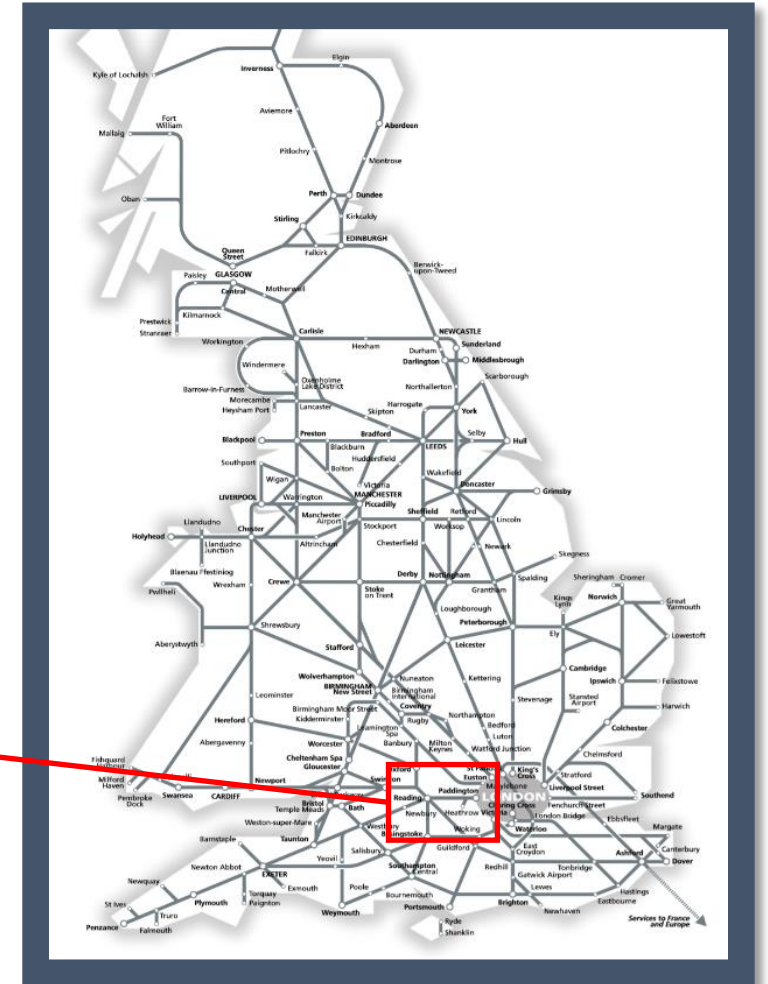 Elgin
Inverness
Kyle of Lochalsh
Aviemore
Fort
William
Mallaig
Aberdeen
Pitlochry
Montrose
Perth
Dundee
Oban
Stirling
Kirkcaldy
EDINBURGH
Queen
Street
Falkirk
Berwick-
upon-Tweed
Paisley
GLASGOW
Central
Motherwell
Prestwick
Kilmarnock
Stranraer
Carlisle
NEWCASTLE
Workington
Hexham
Sunderland
Durham
Darlington
Middlesbrough
Windermere
Scarborough
Oxenholme
Lake District
Barrow-in-Furness
Northallerton
Morecambe
Heysham Port
Lancaster
Harrogate
Skipton
York
Blackpool
Preston
Bradford
Selby
Hull
Blackburn
LEEDS
Huddersfield
Southport
Bolton
Wakefield
Wigan
Victoria
Doncaster
Grimsby
LIVERPOOL
Warrington
MANCHESTER
Piccadilly
Manchester
Airport
Sheffield
Retford
Lincoln
Llandudno
Stockport
Worksop
Holyhead
Chester
Llandudno
Junction
Altrincham
Chesterfield
Newark
Skegness
Blaenau Ffestiniog
Derby
Nottingham
Spalding
Sheringham
Cromer
Pwllheli
Wrexham
Crewe
Stoke
on Trent
Grantham
Kings
Lynn
Norwich
Great
Yarmouth
Loughborough
Peterborough
Shrewsbury
Ely
Lowestoft
Aberystwyth
Stafford
Leicester
Cambridge
Wolverhampton
Nuneaton
Kettering
Ipswich
Felixstowe
BIRMINGHAM
New Street
Birmingham
International
Stansted
Airport
Leominster
Stevenage
Harwich
Birmingham Moor Street
Coventry
Kidderminster
Rugby
Northampton
Hereford
Leamington
Spa
Bedford
Colchester
Worcester
Banbury
Milton
Keynes
Luton
Abergavenny
Watford Junction
Chelmsford
Cheltenham Spa
Gloucester
Fishguard
Harbour
King's
Cross
Euston
Stratford
Milford
Haven
Newport
Swindon
Marylebone
Liverpool Street
Pembroke
Dock
Swansea
CARDIFF
Reading
Paddington
LONDON
Southend
Bristol
Temple Meads
Bath
Newbury
Heathrow
Victoria
Charing Cross
Fenchurch Street
London Bridge
Ebbsfleet
Weston-super-Mare
Westbury
Basingstoke
Woking
Waterloo
Margate
Barnstaple
Taunton
Salisbury
Guildford
East
Croydon
Canterbury
Yeovil
Ashford
Dover
Newton Abbot
Southampton
Central
Redhill
Tonbridge
EXETER
Gatwick Airport
Newquay
Torquay
Exmouth
Poole
Lewes
Hastings
St Ives
Plymouth
Paignton
Bournemouth
Eastbourne
Truro
Weymouth
Portsmouth
Brighton
Newhaven
Penzance
Falmouth
Ryde
Services to France
and Europe
Shanklin